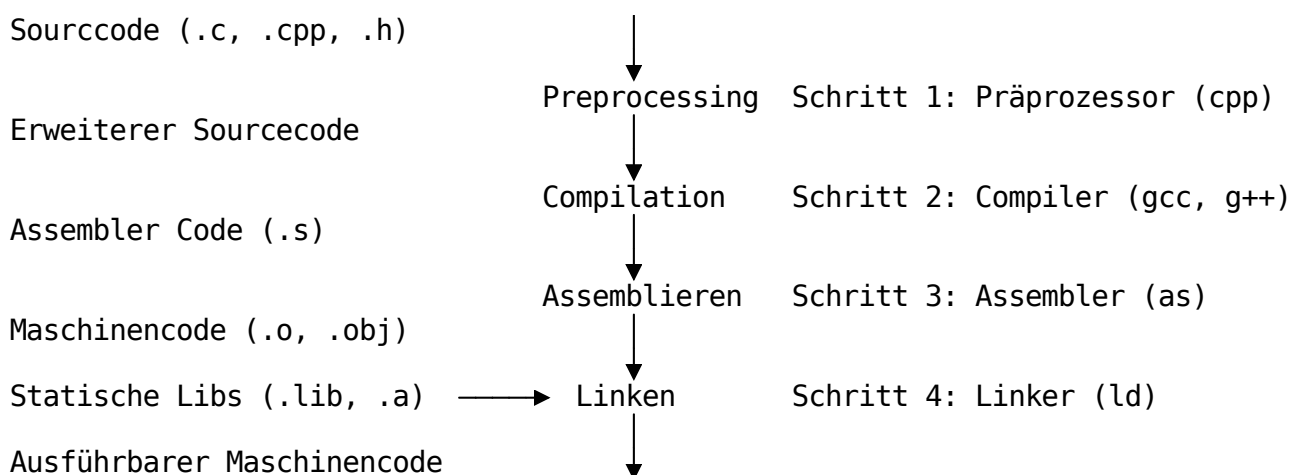 Sourccode (.c, .cpp, .h)
Preprocessing Schritt 1: Präprozessor (cpp)
Erweiterer Sourcecode
Compilation Schritt 2: Compiler (gcc, g++)
Assembler Code (.s)
Assemblieren Schritt 3: Assembler (as)
Maschinencode (.o, .obj)
Statische Libs (.lib, .a) Linken Schritt 4: Linker (ld)
Ausführbarer Maschinencode